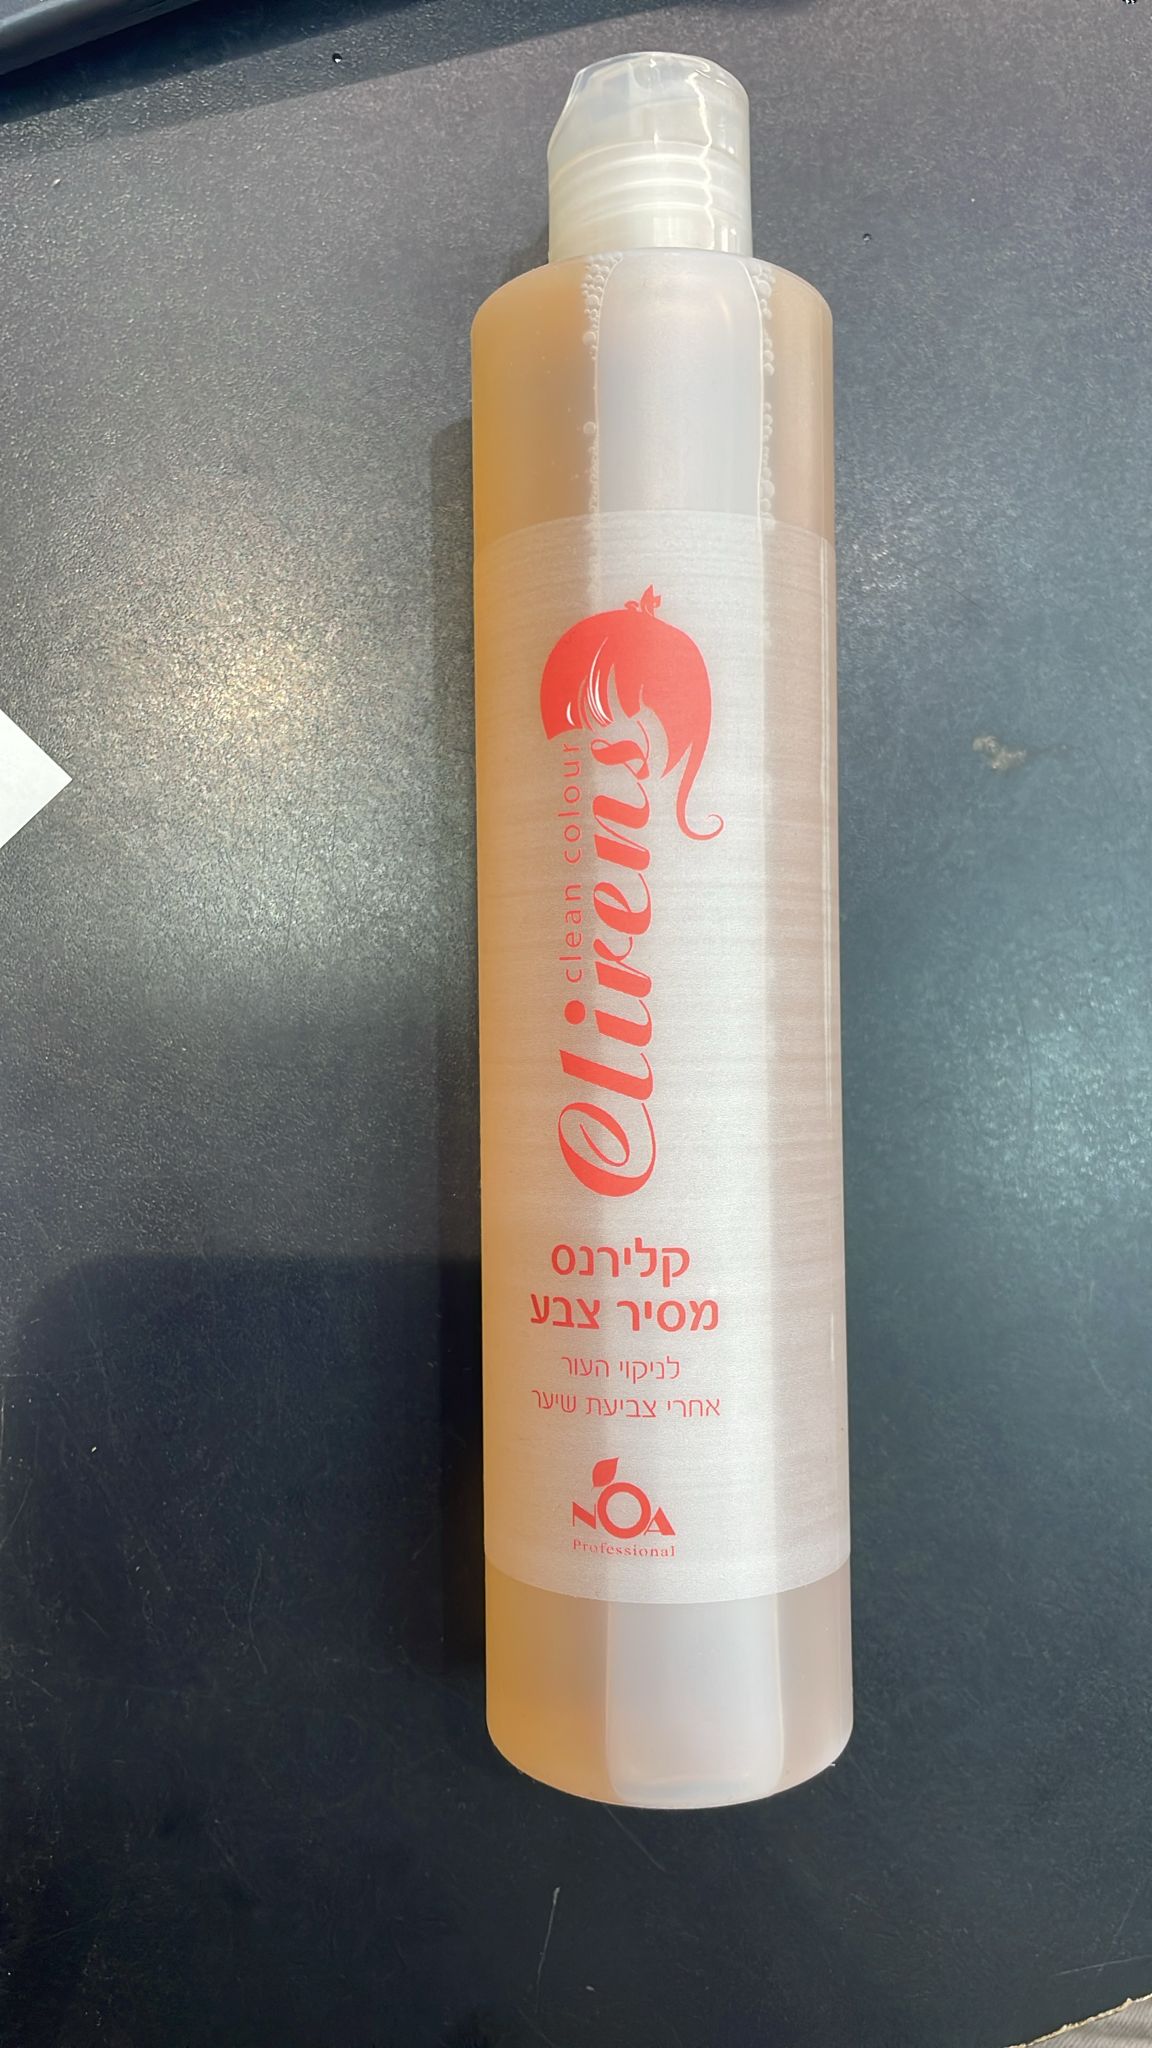 Clirens
clean colour
קלירנס
מסיר צבע
לניקוי העור
אחרי צביעת שיער
NOA
Professional